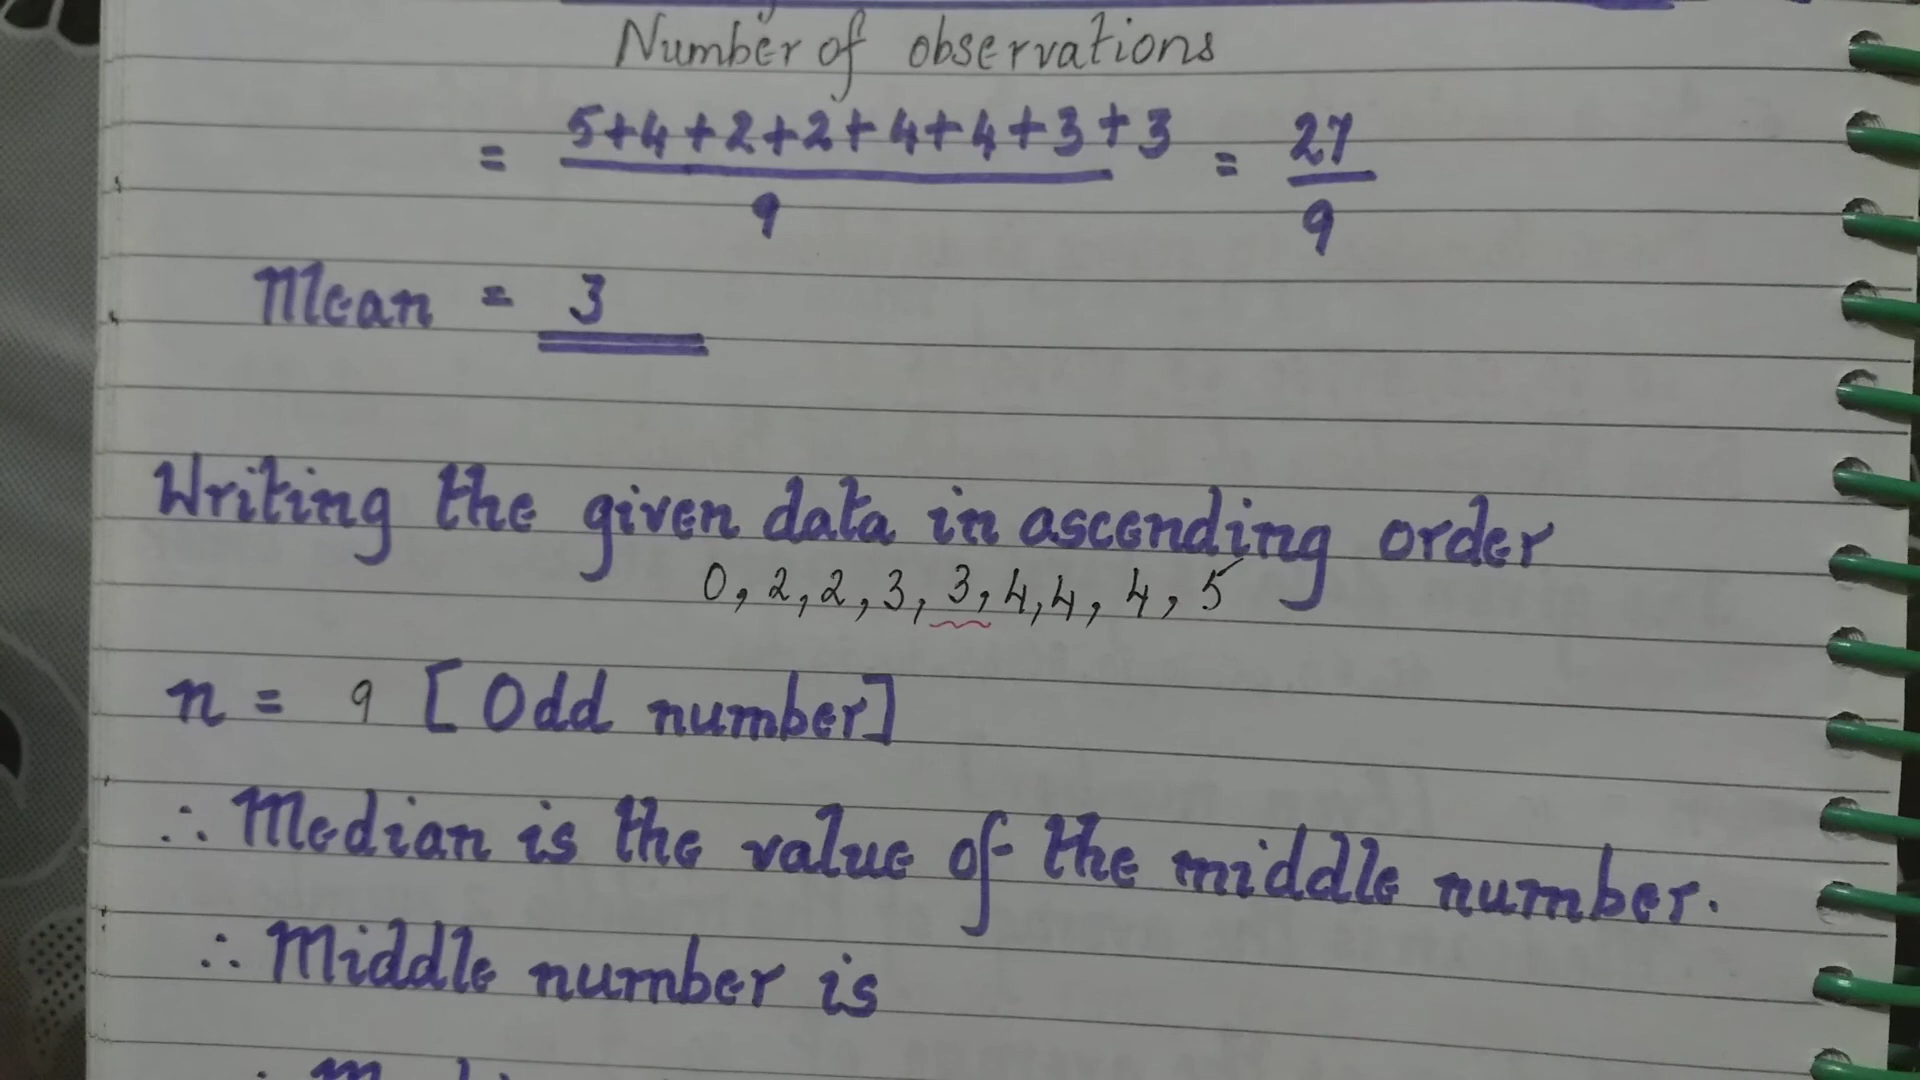 Number of observations
= 5+4+2+2+4+4+3+3 = 27
9 9
Mean = 3
Writing the given data in ascending order
0, 2, 2, 3, 3, 4, 4, 4, 5
n = 9 [Odd number]
∴ Median is the value of the middle number.
∴ Middle number is